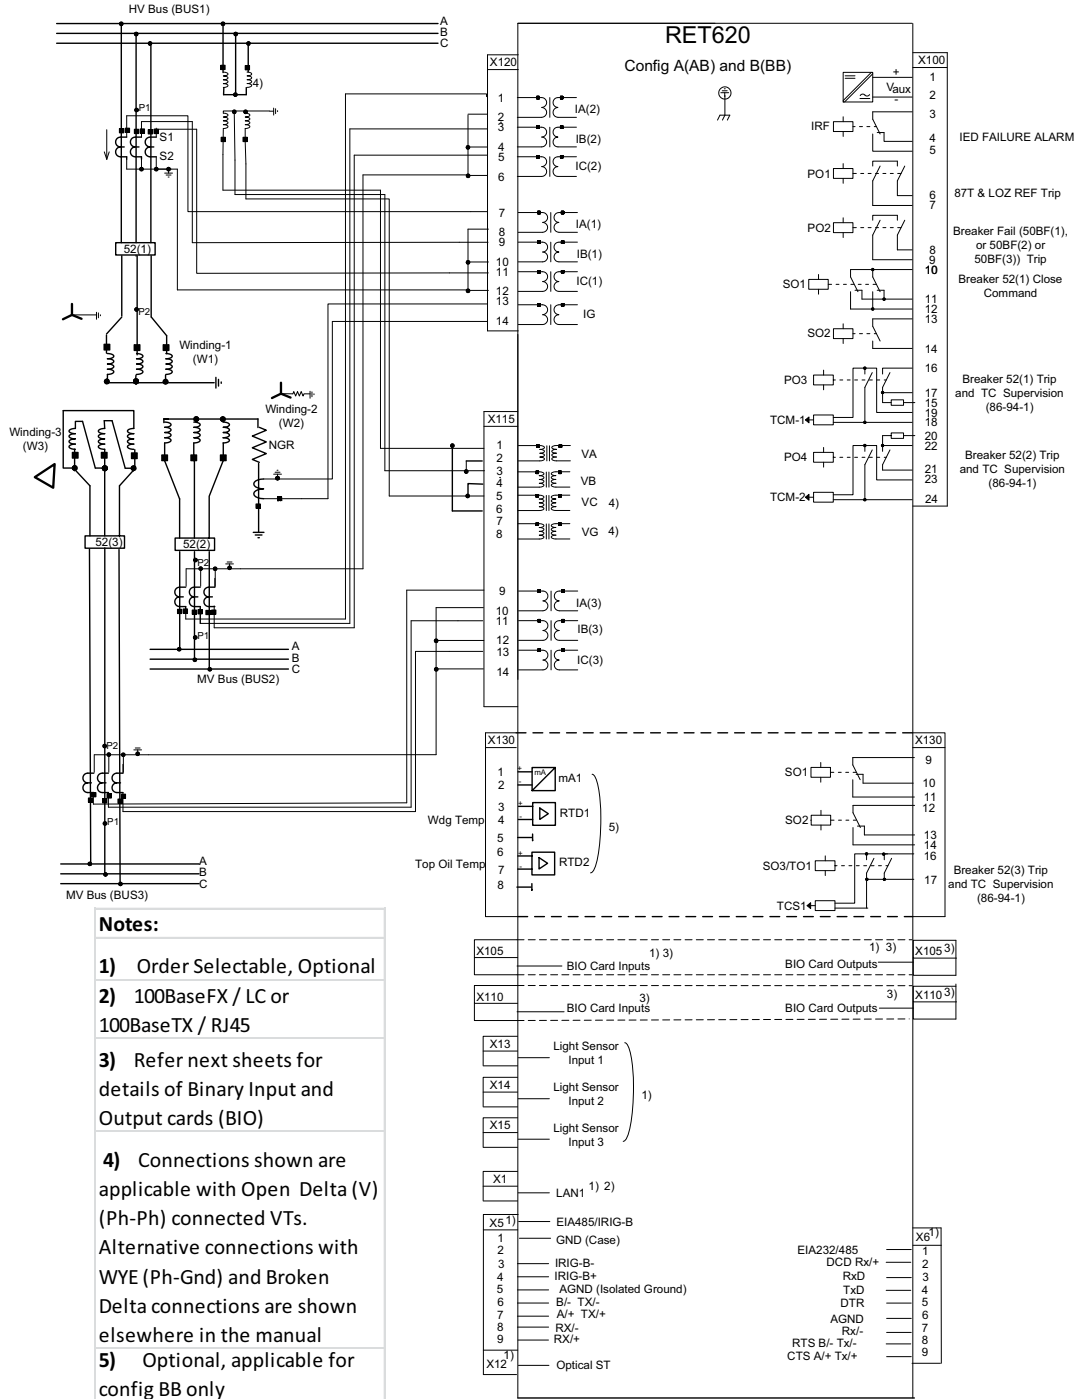 HV Bus (BUS1)
A
B
C
4)
P1
S1
S2
52(1)
P2
Winding-1
(W1)
Winding-2
(W2)
NGR
Winding-3
(W3)
52(3)
52(2)
P2
P1
A
B
C
MV Bus (BUS2)
P2
P1
A
B
C
MV Bus (BUS3)
RET620
Config A(AB) and B(BB)
X120
1
2
3
4
5
6
7
8
9
10
11
12
13
14
IA(2)
IB(2)
IC(2)
IA(1)
IB(1)
IC(1)
IG
X115
1
2
3
4
5
6
7
8
9
10
11
12
13
14
VA
VB
VC 4)
VG 4)
IA(3)
IB(3)
IC(3)
X100
+
Vaux
-
1
2
3
4
5
6
7
8
9
10
11
12
13
14
16
17
15
19
18
20
22
21
23
24
IRF
PO1
PO2
SO1
SO2
PO3
TCM-1
PO4
TCM-2
IED FAILURE ALARM
87T & LOZ REF Trip
Breaker Fail (50BF(1),
or 50BF(2) or
50BF(3)) Trip
Breaker 52(1) Close
Command
Breaker 52(1) Trip
and TC Supervision
(86-94-1)
Breaker 52(2) Trip
and TC Supervision
(86-94-1)
X130
1
2
3
4
5
6
7
8
+
-
mA
mA1
+
-
RTD1
+
-
RTD2
5)
Wdg Temp
Top Oil Temp
X130
9
10
11
12
13
14
16
17
SO1
SO2
SO3/TO1
TCS1
Breaker 52(3) Trip
and TC Supervision
(86-94-1)
X105
1) 3)
BIO Card Inputs
1) 3)
BIO Card Outputs
X105 3)
X110
3)
BIO Card Inputs
3)
BIO Card Outputs
X110 3)
X13
Light Sensor
Input 1
X14
Light Sensor
Input 2
1)
X15
Light Sensor
Input 3
X1
LAN1 1) 2)
X5 1)
EIA485/IRIG-B
1
GND (Case)
2
3
IRIG-B-
4
IRIG-B+
5
AGND (Isolated Ground)
6
B/- TX/-
7
A/+ TX/+
8
RX/-
9
RX/+
X12 1)
Optical ST
X6 1)
EIA232/485
1
DCD Rx/+
2
RxD
3
TxD
4
DTR
5
AGND
6
Rx/-
7
RTS B/- Tx/-
8
CTS A/+ Tx/+
9
Notes:
1) Order Selectable, Optional
2) 100BaseFX / LC or
100BaseTX / RJ45
3) Refer next sheets for
details of Binary Input and
Output cards (BIO)
4) Connections shown are
applicable with Open Delta (V)
(Ph-Ph) connected VTs.
Alternative connections with
WYE (Ph-Gnd) and Broken
Delta connections are shown
elsewhere in the manual
5) Optional, applicable for
config BB only